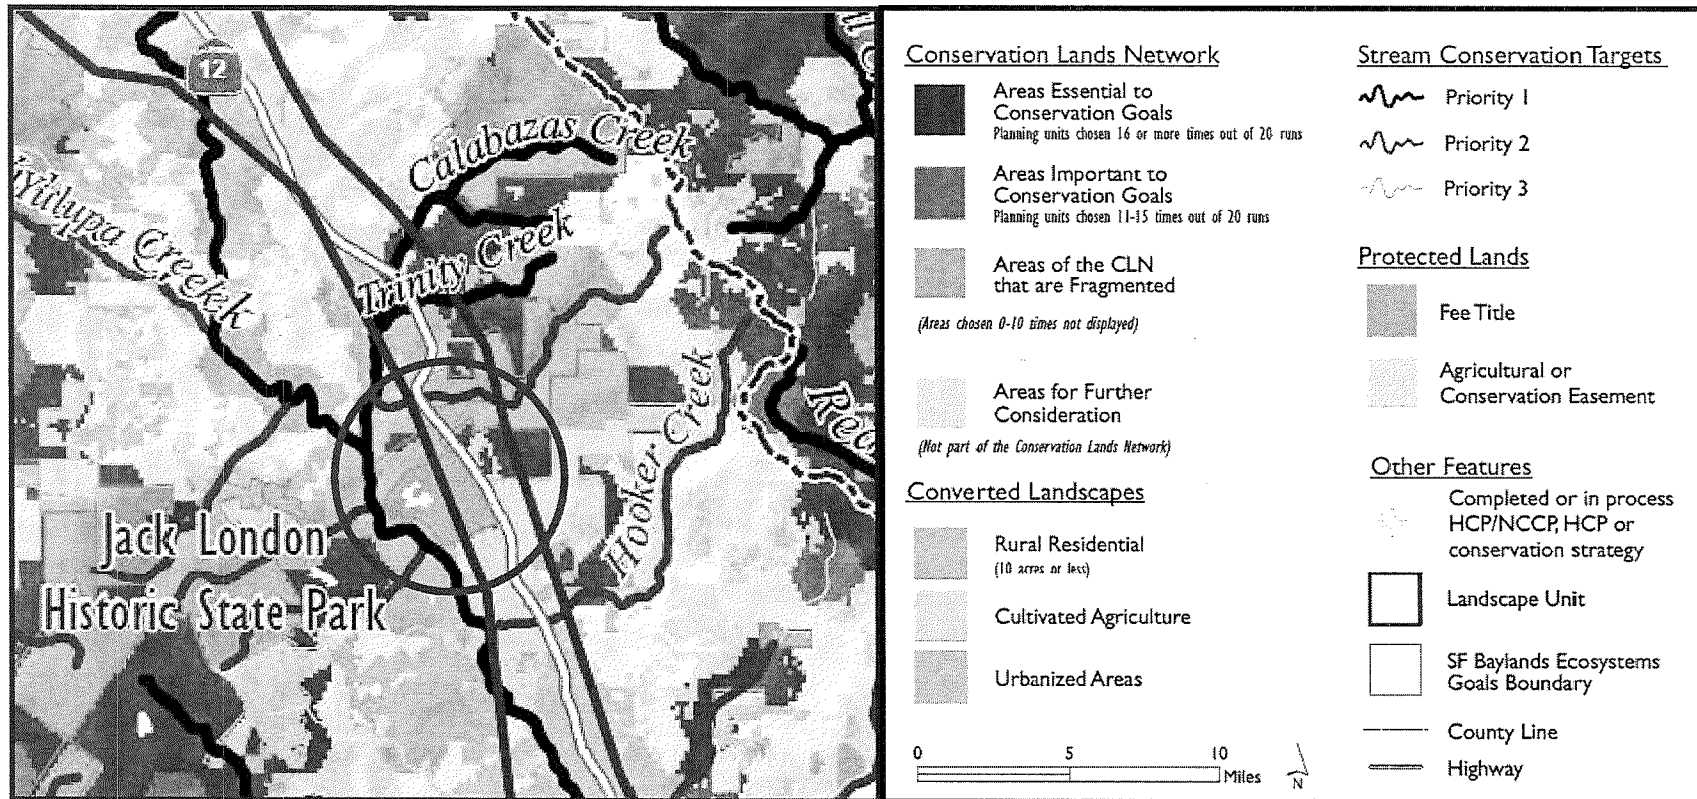 12
Calabazas Creek
Creek
Trinity Creek
Hooker Creek
Jack London
Historic State Park
Conservation Lands Network
Areas Essential to
Conservation Goals
Planning units chosen 16 or more times out of 20 runs
Areas Important to
Conservation Goals
Planning units chosen 11-15 times out of 20 runs
Areas of the CLN
that are Fragmented
(Areas chosen 0-10 times not displayed)
Areas for Further
Consideration
(Not part of the Conservation Lands Network)
Converted Landscapes
Rural Residential
(10 acres or less)
Cultivated Agriculture
Urbanized Areas
0 5 10
Miles
N
Stream Conservation Targets
Priority 1
Priority 2
Priority 3
Protected Lands
Fee Title
Agricultural or
Conservation Easement
Other Features
Completed or in process
HCP/NCCP, HCP or
conservation strategy
Landscape Unit
SF Baylands Ecosystems
Goals Boundary
County Line
Highway